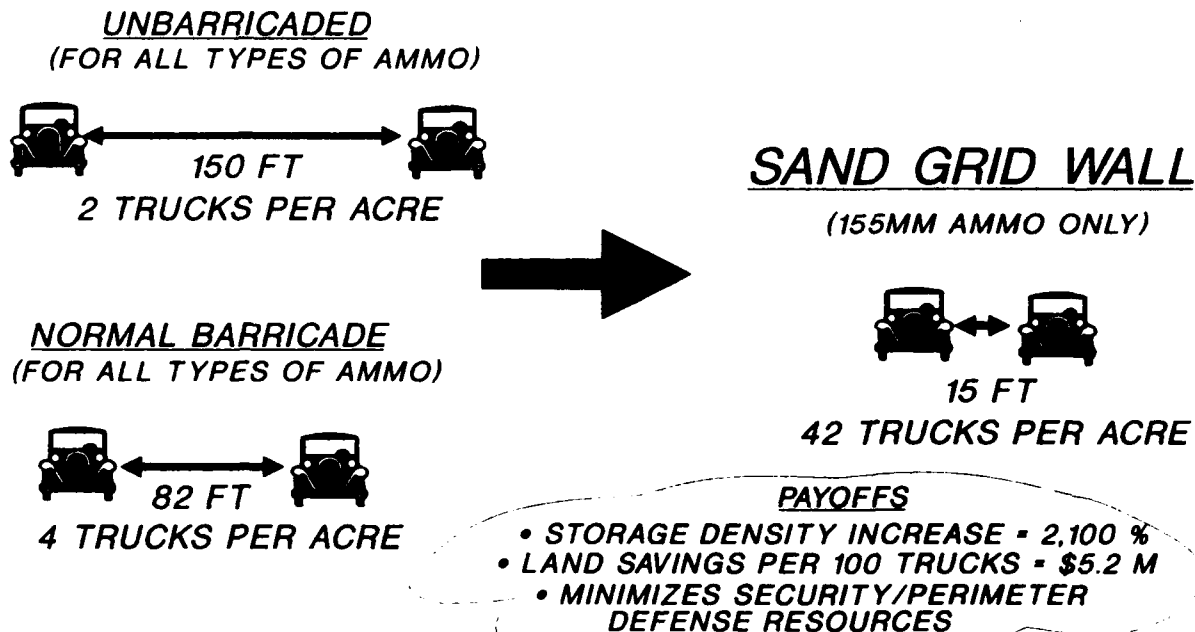 UNBARRICADED
(FOR ALL TYPES OF AMMO)
150 FT
2 TRUCKS PER ACRE
NORMAL BARRICADE
(FOR ALL TYPES OF AMMO)
82 FT
4 TRUCKS PER ACRE
SAND GRID WALL
(155MM AMMO ONLY)
15 FT
42 TRUCKS PER ACRE
PAYOFFS
• STORAGE DENSITY INCREASE = 2,100 %
• LAND SAVINGS PER 100 TRUCKS = $5.2 M
• MINIMIZES SECURITY/PERIMETER
DEFENSE RESOURCES